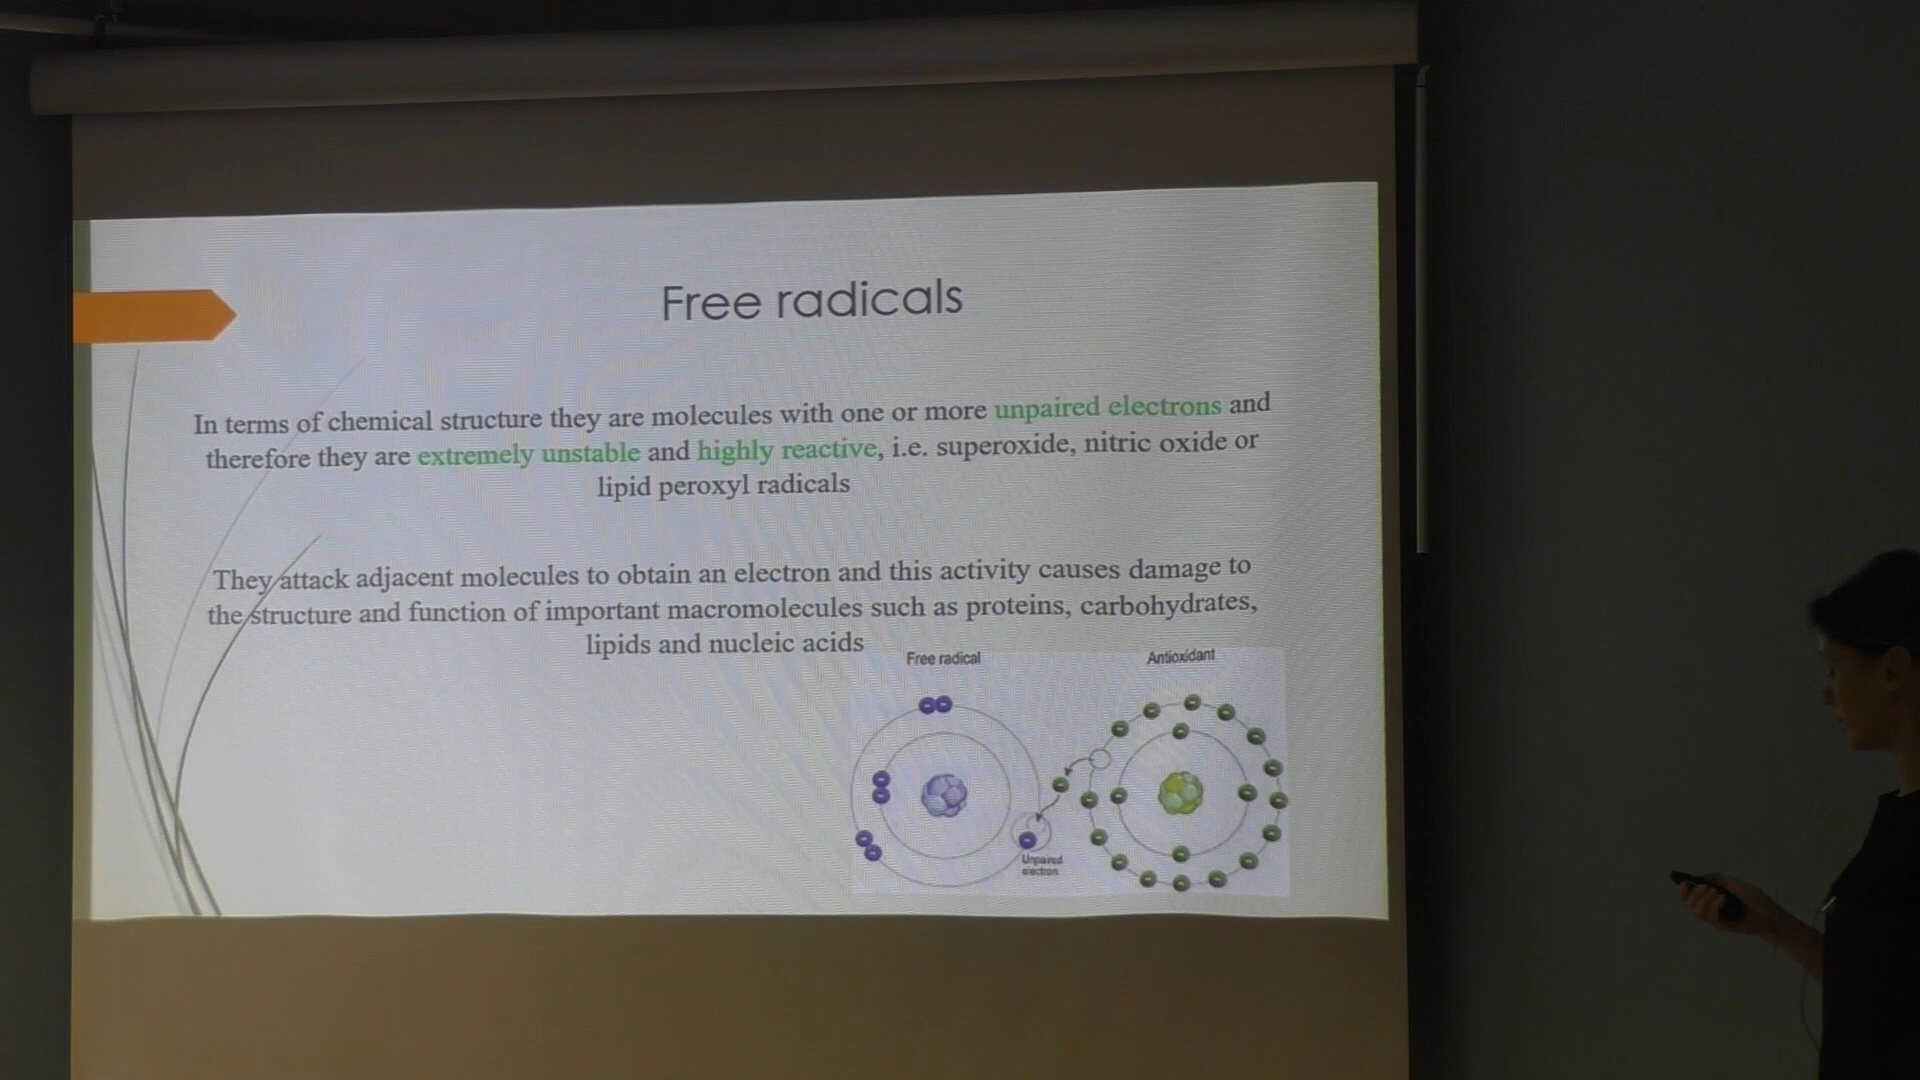 Free radicals
In terms of chemical structure they are molecules with one or more unpaired electrons and
therefore they are extremely unstable and highly reactive, i.e. superoxide, nitric oxide or
lipid peroxyl radicals
They attack adjacent molecules to obtain an electron and this activity causes damage to
the structure and function of important macromolecules such as proteins, carbohydrates,
lipids and nucleic acids
Free radical
Antioxidant
Unpaired
electron